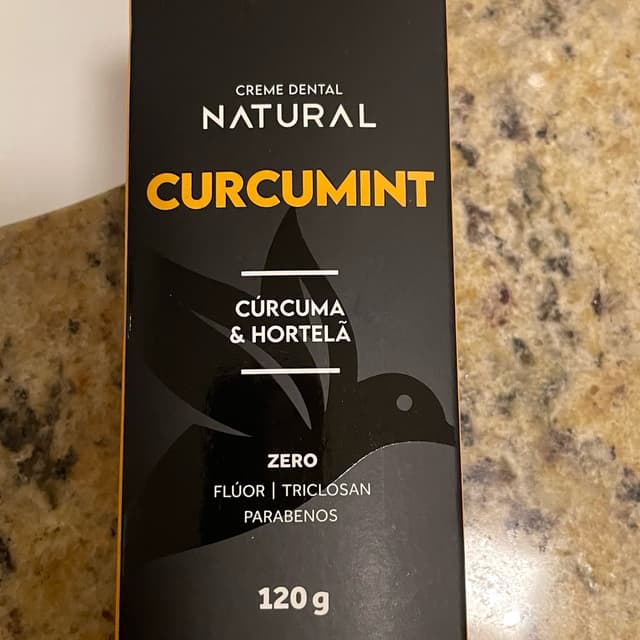 CREME DENTAL
NATURAL
CURCUMINT
CÚRCUMA
& HORTELÃ
ZERO
FLÚOR | TRICLOSAN
PARABENOS
120 g